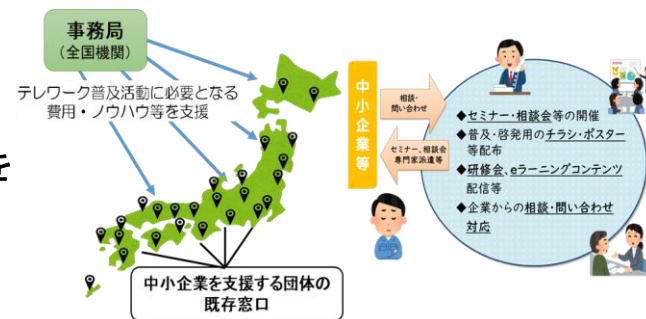 事務局
(全国機関)
テレワーク普及活動に必要となる
費用・ノウハウ等を支援
を
中小企業を支援する団体の
既存窓口
中小企業等
相談・
問い合わせ
セミナー、相談会
専門家派遣等
◆セミナー・相談会等の開催
◆普及・啓発用のチラシ・ポスター
等配布
◆研修会、eラーニングコンテンツ
配信等
◆企業からの相談・問い合わせ
対応